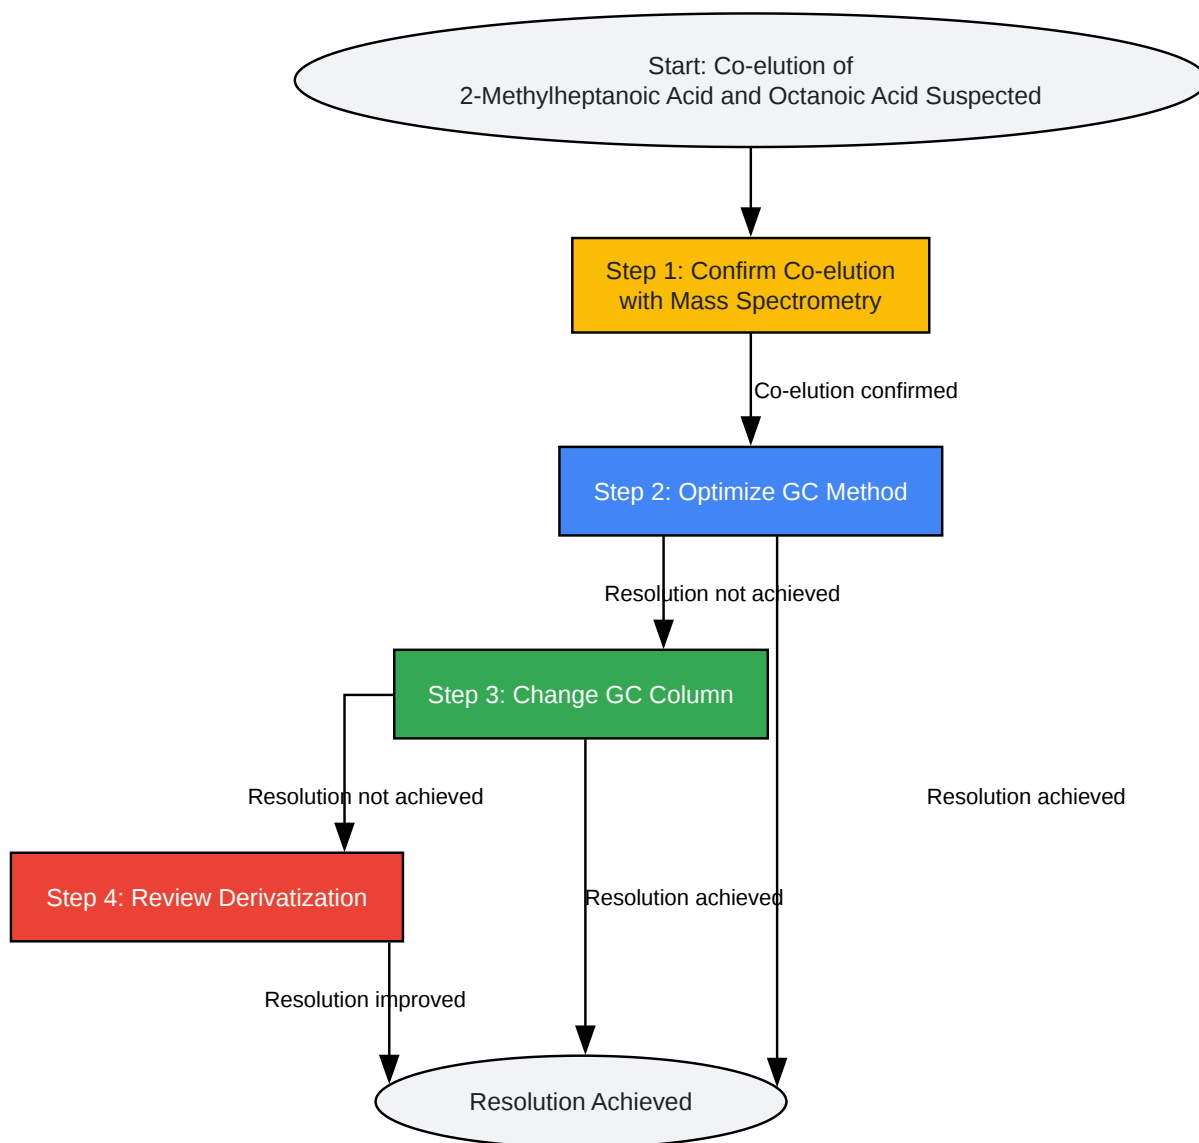 Start: Co-elution of
2-Methylheptanoic Acid and Octanoic Acid Suspected
Step 1: Confirm Co-elution
with Mass Spectrometry
Co-elution confirmed
Step 2: Optimize GC Method
Resolution not achieved
Step 3: Change GC Column
Resolution not achieved
Resolution achieved
Step 4: Review Derivatization
Resolution achieved
Resolution improved
Resolution Achieved